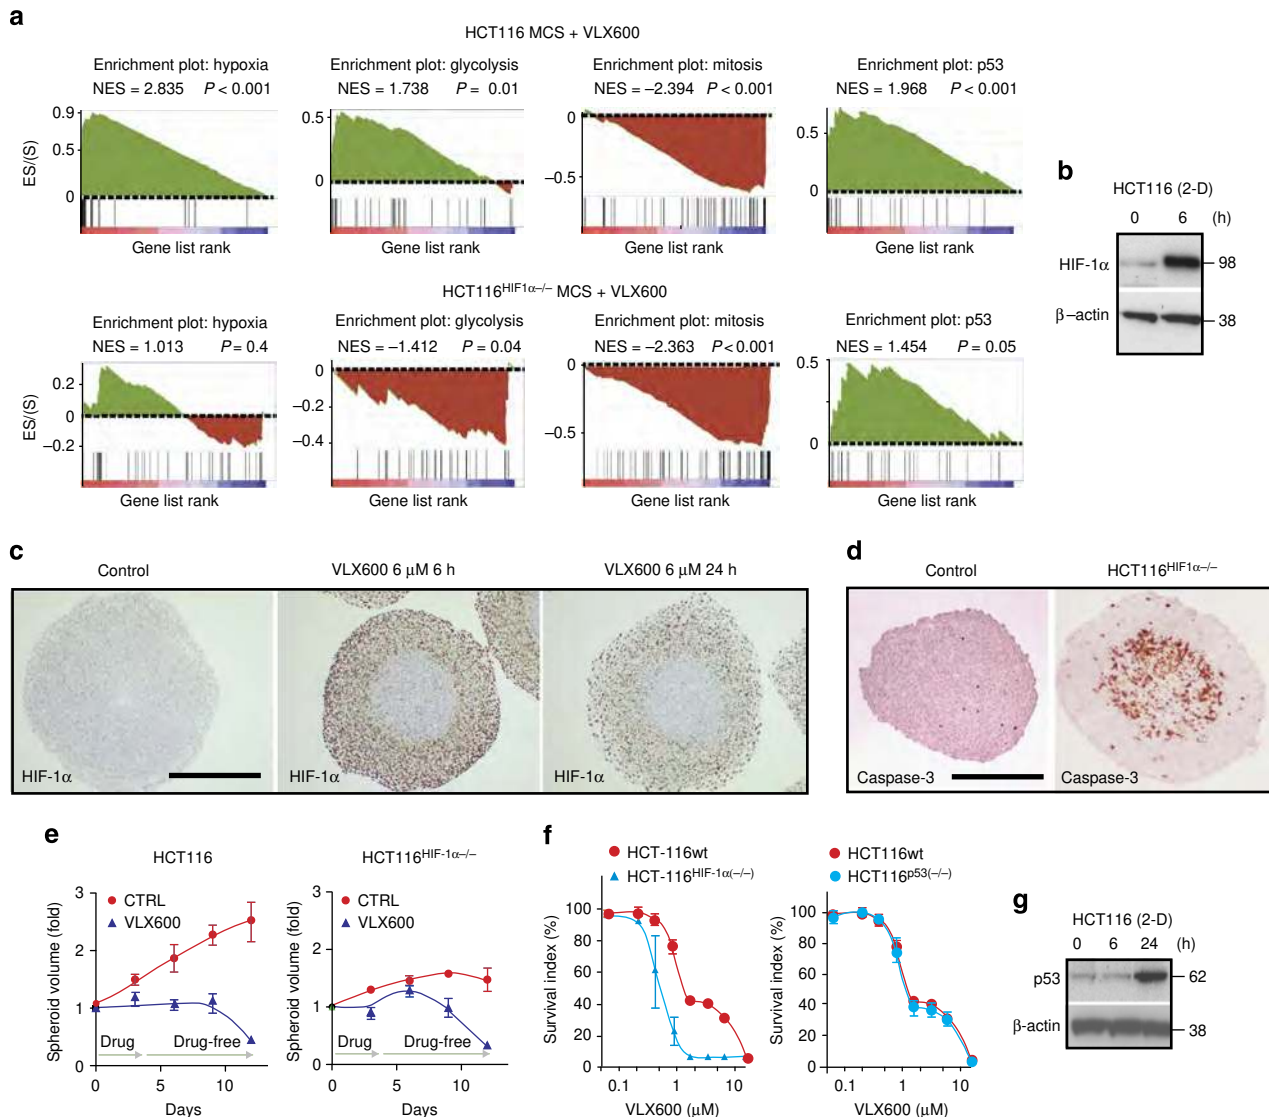 a
HCT116 MCS + VLX600
Enrichment plot: hypoxia
NES = 2.835 P < 0.001
Enrichment plot: glycolysis
NES = 1.738 P = 0.01
Enrichment plot: mitosis
NES = −2.394 P < 0.001
Enrichment plot: p53
NES = 1.968 P < 0.001
ES/(S)
0.9
0.5
0
0.5
0
0
−0.5
0.5
0
Gene list rank
Gene list rank
Gene list rank
Gene list rank
HCT116HIF1α−/− MCS + VLX600
Enrichment plot: hypoxia
NES = 1.013 P = 0.4
Enrichment plot: glycolysis
NES = −1.412 P = 0.04
Enrichment plot: mitosis
NES = −2.363 P < 0.001
Enrichment plot: p53
NES = 1.454 P = 0.05
ES/(S)
0.2
0
−0.2
0
−0.2
−0.4
0
−0.5
0.5
0
Gene list rank
Gene list rank
Gene list rank
Gene list rank
b
HCT116 (2-D)
0 6 (h)
HIF-1α 98
β−actin 38
c
Control
VLX600 6 μM 6 h
VLX600 6 μM 24 h
HIF-1α
HIF-1α
HIF-1α
d
Control
HCT116HIF1α−/−
Caspase-3
Caspase-3
e
HCT116
Spheroid volume (fold)
3
2
1
0
CTRL
VLX600
Drug Drug-free
0 5 10
Days
HCT116HIF-1α−/−
Spheroid volume (fold)
3
2
1
0
CTRL
VLX600
Drug Drug-free
0 5 10
Days
f
HCT-116wt
HCT-116HIF-1α(−/−)
Survival index (%)
100
80
60
40
20
0
0.1 1 10
VLX600 (μM)
HCT116wt
HCT116p53(−/−)
Survival index (%)
100
80
60
40
20
0
0.1 1 10
VLX600 (μM)
g
HCT116 (2-D)
0 6 24 (h)
p53 62
β-actin 38